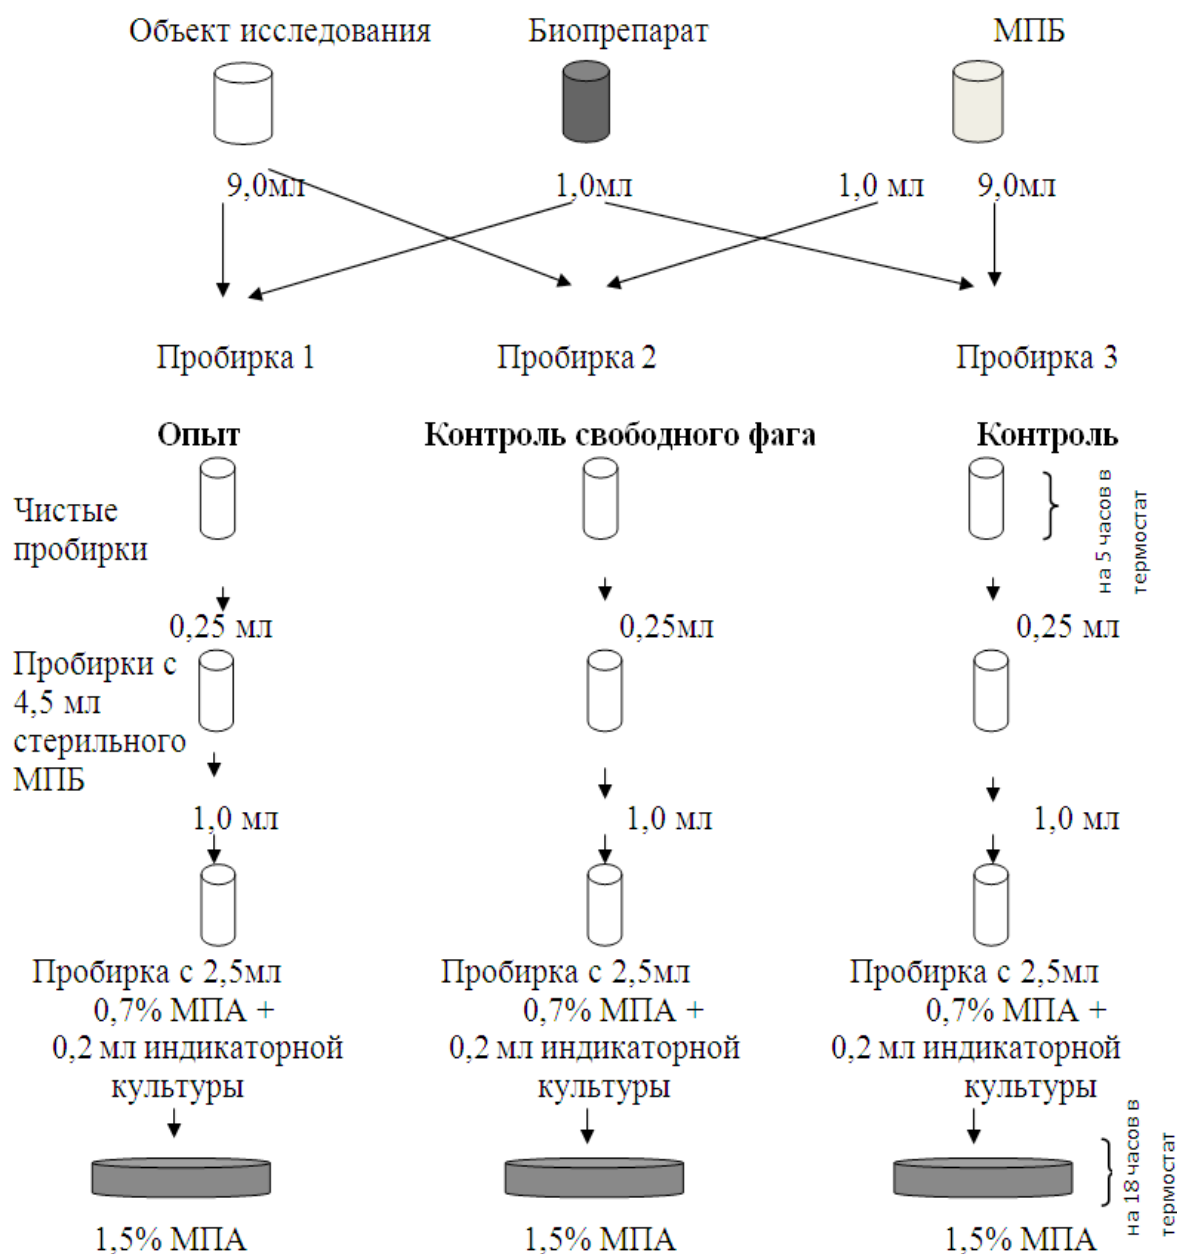 Объект исследования Биопрепарат МПБ
9,0мл 1,0мл 1,0 мл 9,0мл
Пробирка 1 Пробирка 2 Пробирка 3
Опыт Контроль свободного фага Контроль
Чистые
пробирки
на 5 часов в
термостат
0,25 мл 0,25мл 0,25 мл
Пробирки с
4,5 мл
стерильного
МПБ
1,0 мл 1,0 мл 1,0 мл
Пробирка с 2,5мл Пробирка с 2,5мл Пробирка с 2,5мл
0,7% МПА + 0,7% МПА + 0,7% МПА +
0,2 мл индикаторной 0,2 мл индикаторной 0,2 мл индикаторной
культуры культуры культуры
на 18 часов в
термостат
1,5% МПА 1,5% МПА 1,5% МПА